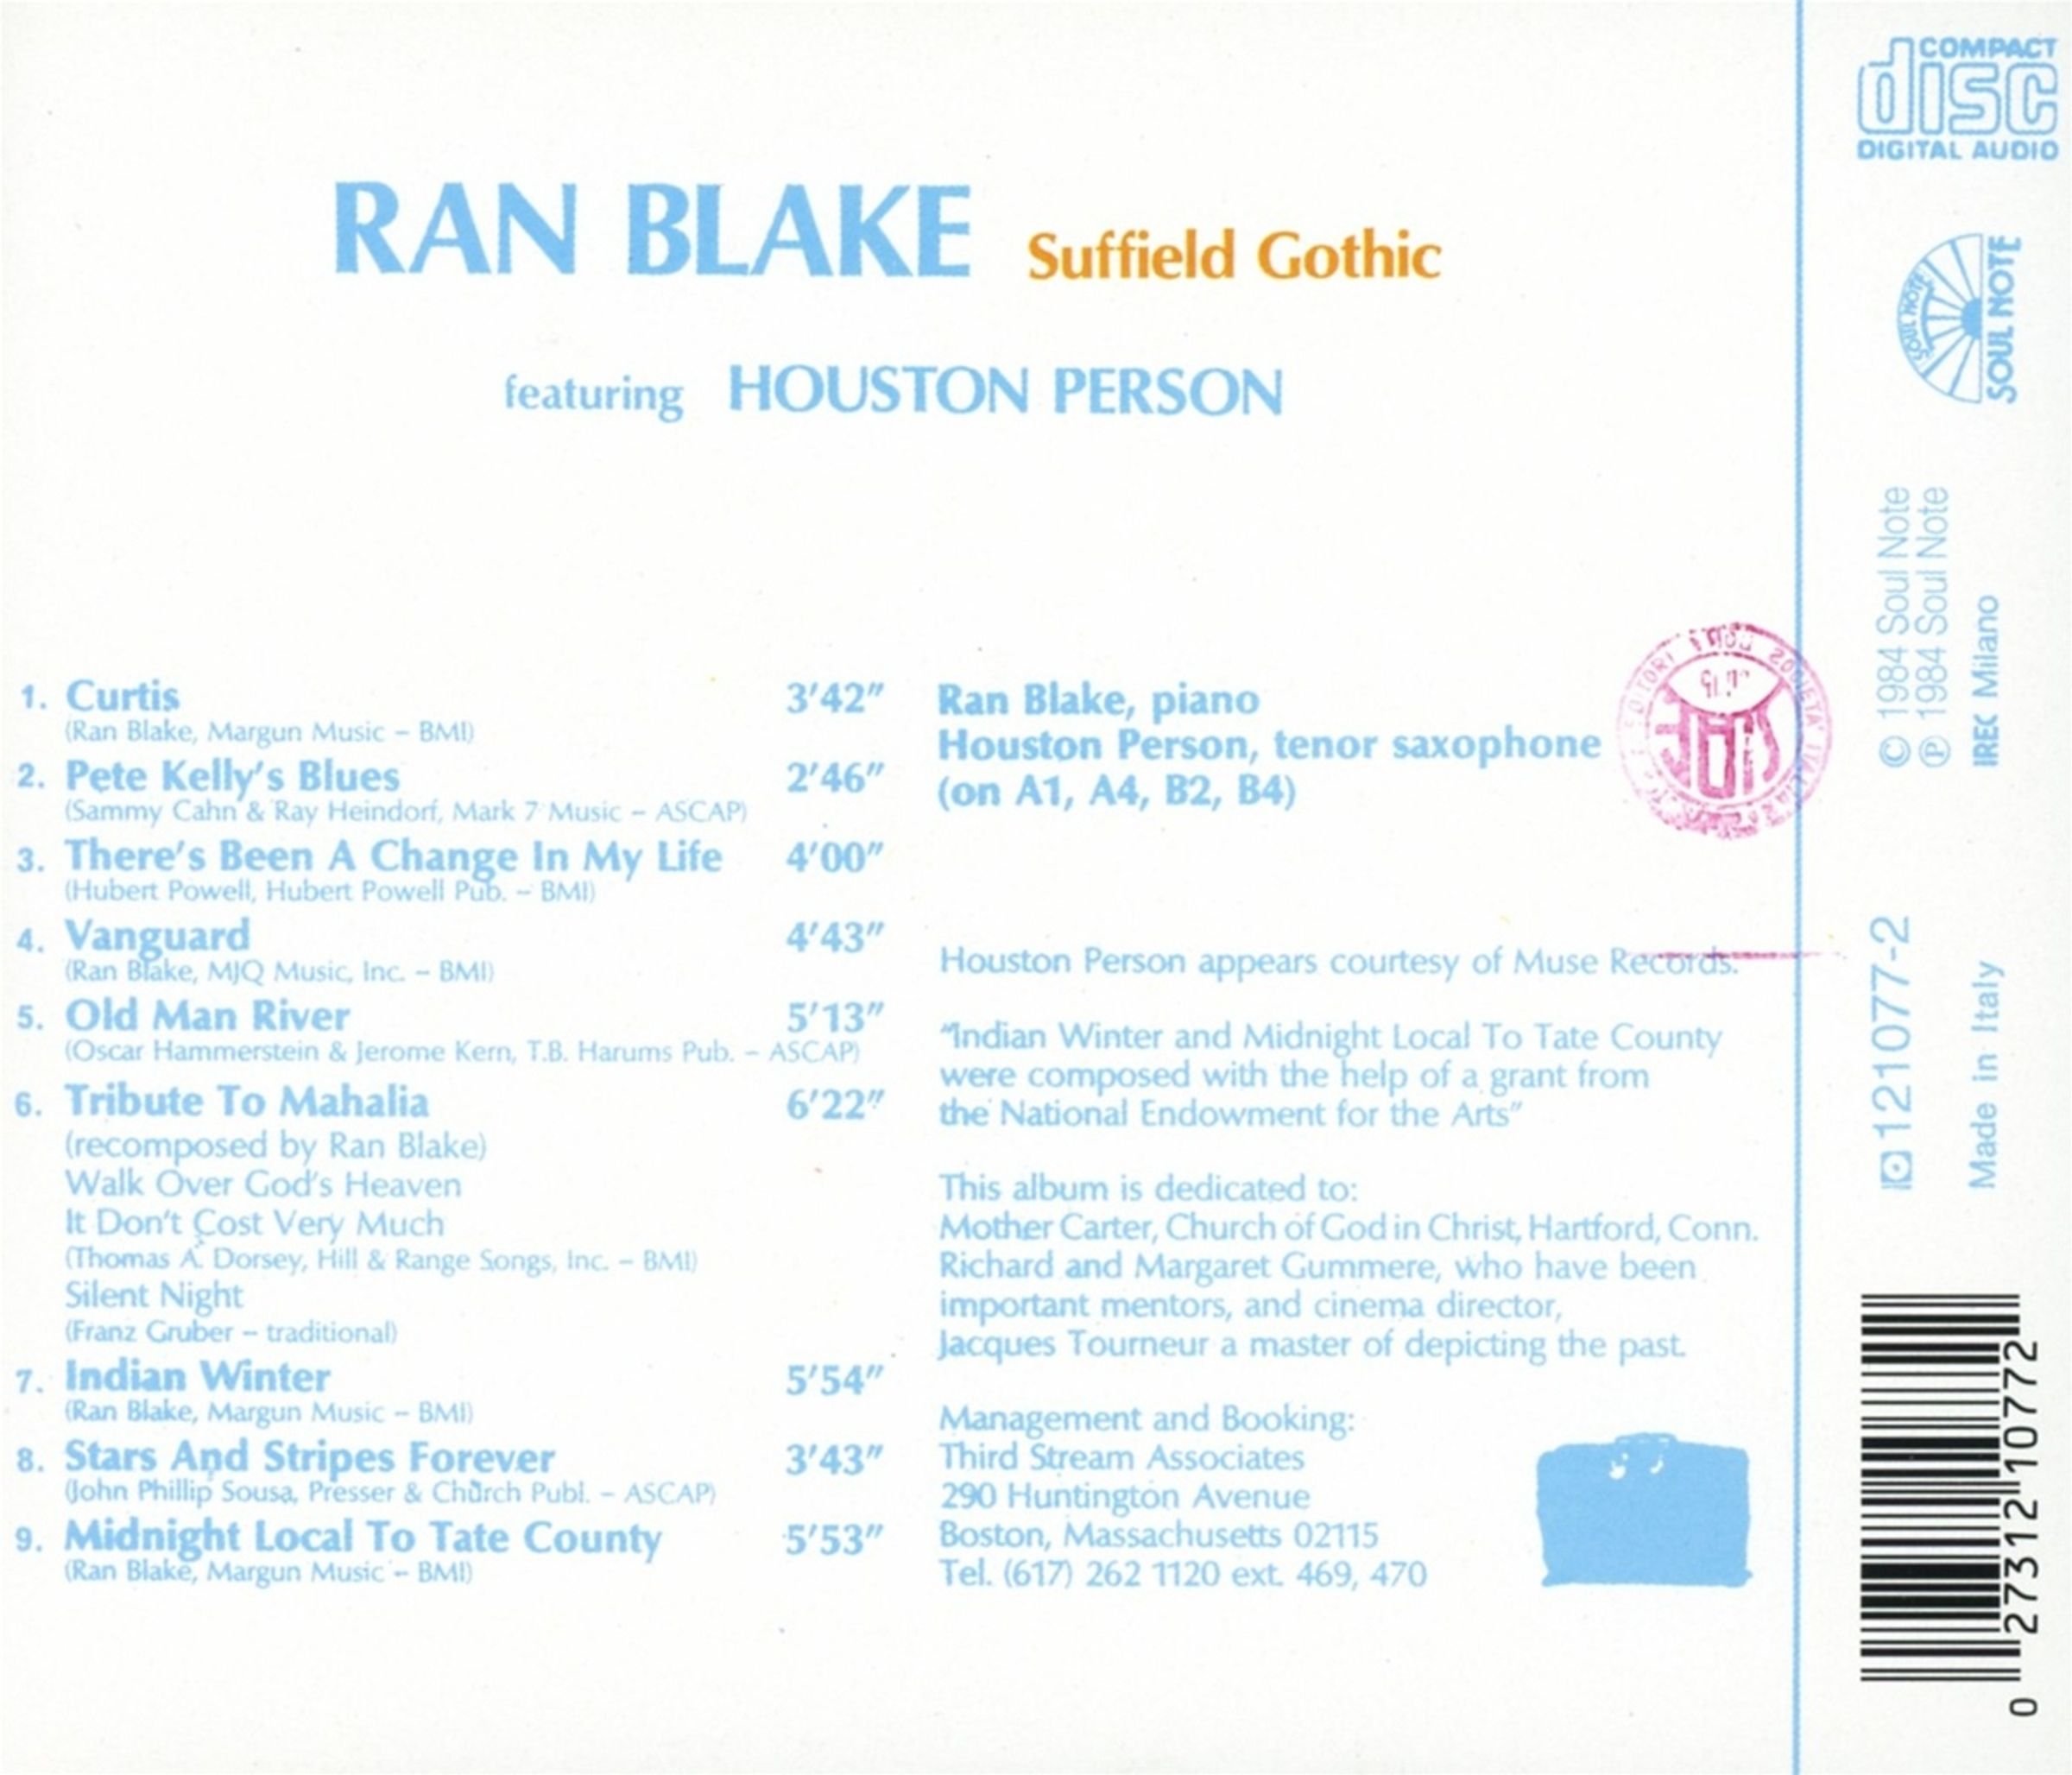 RAN BLAKE Suffield Gothic
featuring HOUSTON PERSON
1. Curtis 3'42"
(Ran Blake, Margun Music – BMI)
2. Pete Kelly's Blues 2'46"
(Sammy Cahn & Ray Heindorf, Mark 7 Music – ASCAP)
3. There's Been A Change In My Life 4'00"
(Hubert Powell, Hubert Powell Pub. – BMI)
4. Vanguard 4'43"
(Ran Blake, MJQ Music, Inc. – BMI)
5. Old Man River 5'13"
(Oscar Hammerstein & Jerome Kern, T.B. Harums Pub. – ASCAP)
6. Tribute To Mahalia 6'22"
(recomposed by Ran Blake)
Walk Over God's Heaven
It Don't Cost Very Much
(Thomas A. Dorsey, Hill & Range Songs, Inc. – BMI)
Silent Night
(Franz Gruber – traditional)
7. Indian Winter 5'54"
(Ran Blake, Margun Music – BMI)
8. Stars And Stripes Forever 3'43"
(John Phillip Sousa, Presser & Church Publ. – ASCAP)
9. Midnight Local To Tate County 5'53"
(Ran Blake, Margun Music – BMI)
Ran Blake, piano
Houston Person, tenor saxophone
(on A1, A4, B2, B4)
Houston Person appears courtesy of Muse Records.
"Indian Winter and Midnight Local To Tate County
were composed with the help of a grant from
the National Endowment for the Arts"
This album is dedicated to:
Mother Carter, Church of God in Christ, Hartford, Conn.
Richard and Margaret Gummere, who have been
important mentors, and cinema director,
Jacques Tourneur a master of depicting the past.
Management and Booking:
Third Stream Associates
290 Huntington Avenue
Boston, Massachusetts 02115
Tel. (617) 262 1120 ext. 469, 470
COMPACT
disc
DIGITAL AUDIO
SOUL NOTE
SOUL NOTE
© 1984 Soul Note
℗ 1984 Soul Note
IREC Milano
121077-2
Made in Italy
0 27312 10772
SIAE